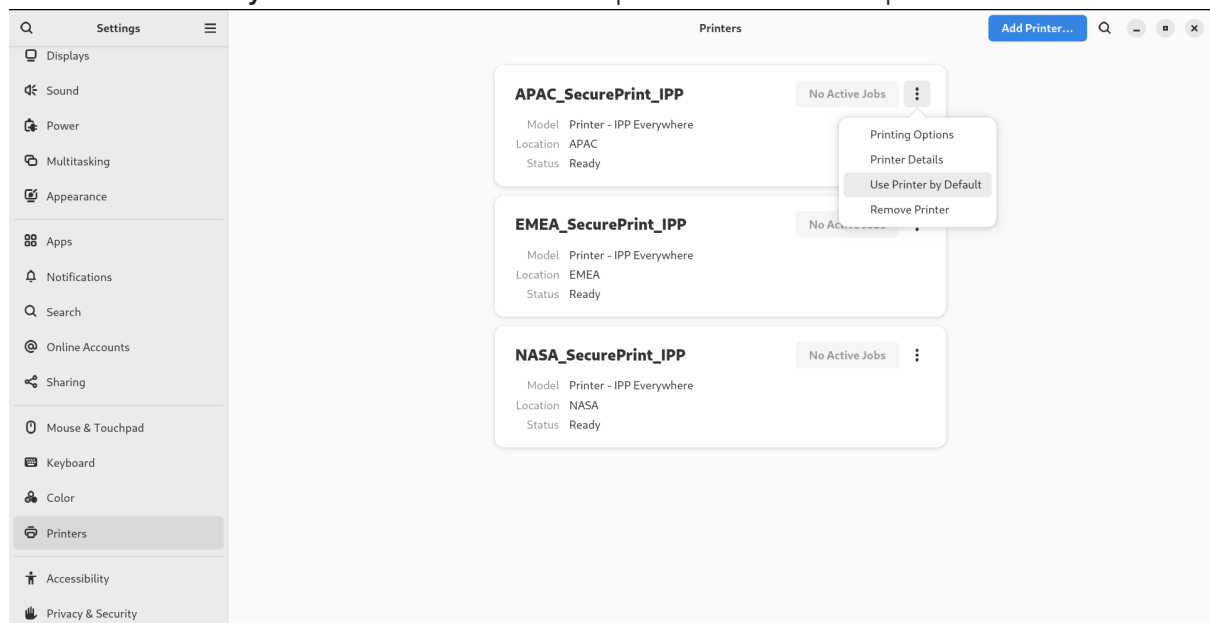 Settings
Displays
Sound
Power
Multitasking
Appearance
Apps
Notifications
Search
Online Accounts
Sharing
Mouse & Touchpad
Keyboard
Color
Printers
Accessibility
Privacy & Security
Printers
Add Printer...
APAC_SecurePrint_IPP
No Active Jobs
Model Printer - IPP Everywhere
Location APAC
Status Ready
Printing Options
Printer Details
Use Printer by Default
Remove Printer
EMEA_SecurePrint_IPP
Model Printer - IPP Everywhere
Location EMEA
Status Ready
NASA_SecurePrint_IPP
No Active Jobs
Model Printer - IPP Everywhere
Location NASA
Status Ready